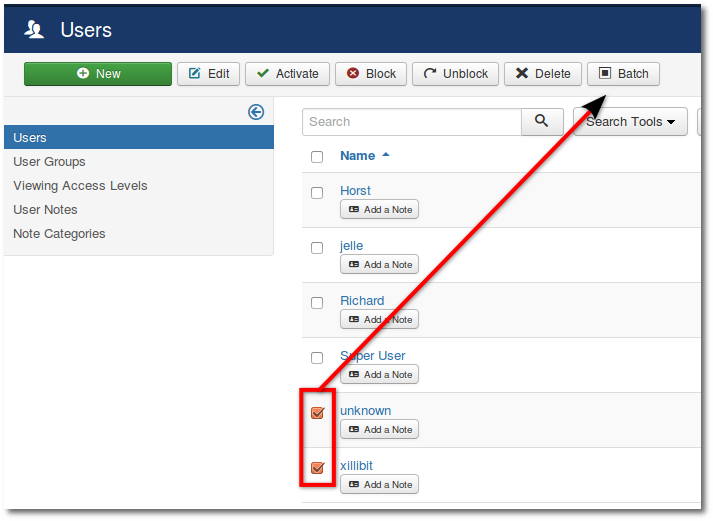 Users
New Edit Activate Block Unblock Delete Batch
Users
User Groups
Viewing Access Levels
User Notes
Note Categories
Search Search Tools
Name
Horst
Add a Note
jelle
Add a Note
Richard
Add a Note
Super User
Add a Note
unknown
Add a Note
xillibit
Add a Note